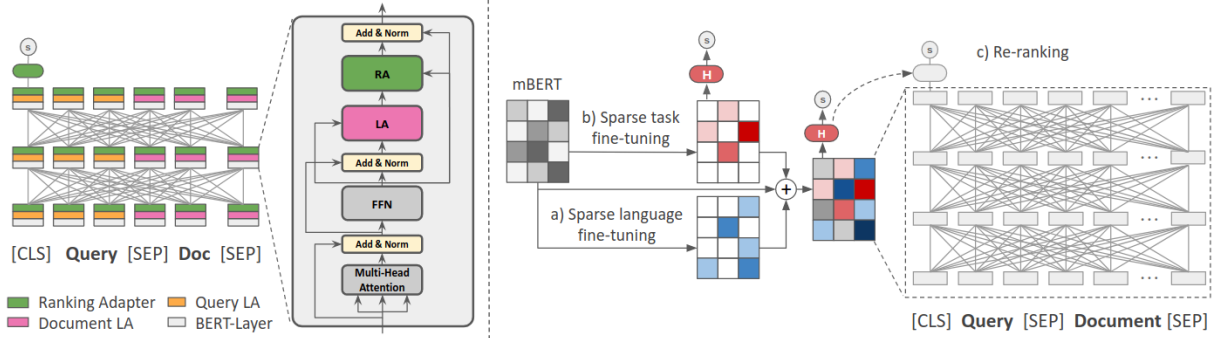 s
[CLS] Query [SEP] Doc [SEP]
Ranking Adapter
Query LA
Document LA
BERT-Layer
Add & Norm
RA
LA
Add & Norm
FFN
Add & Norm
Multi-Head
Attention
mBERT
b) Sparse task
fine-tuning
a) Sparse language
fine-tuning
s
H
+
s
H
c) Re-ranking
s
...
...
...
...
[CLS] Query [SEP] Document [SEP]